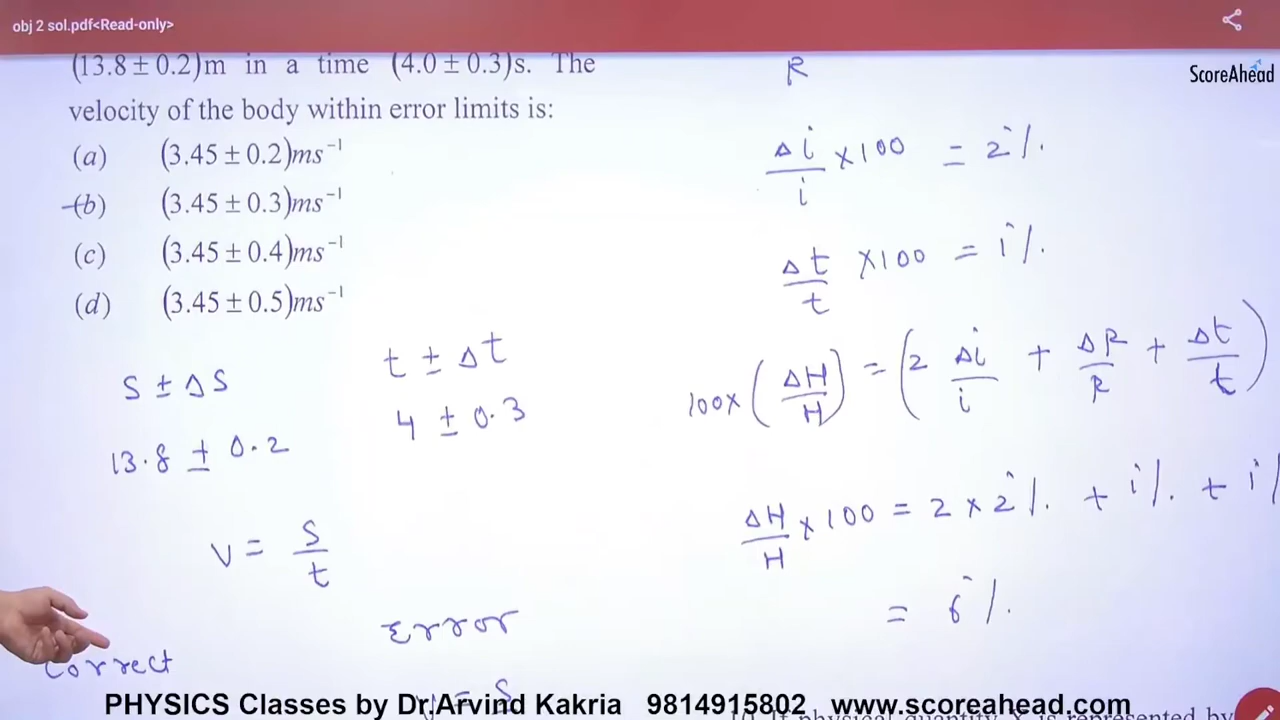 obj 2 sol.pdf<Read-only>
ScoreAhead
(13.8 ± 0.2)m in a time (4.0 ± 0.3)s. The
velocity of the body within error limits is:
(a) (3.45 ± 0.2)ms⁻¹
(b) (3.45 ± 0.3)ms⁻¹
(c) (3.45 ± 0.4)ms⁻¹
(d) (3.45 ± 0.5)ms⁻¹
S ± ΔS
13.8 ± 0.2
t ± Δt
4 ± 0.3
V = S/t
Error
Correct
R
Δi/i × 100 = 2%.
Δt/t × 100 = 1%.
100 × (ΔH/H) = (2 Δi/i + ΔR/R + Δt/t)
ΔH/H × 100 = 2 × 2%. + 1%. + 1%
= 6%.
PHYSICS Classes by Dr.Arvind Kakria 9814915802 www.scoreahead.com